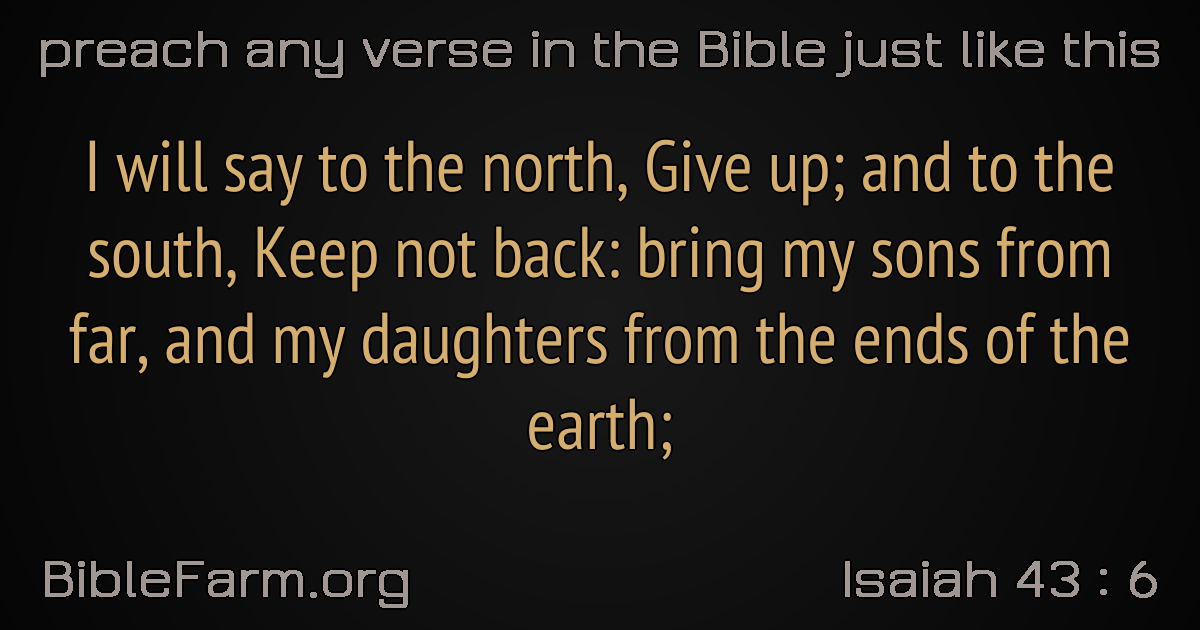 preach any verse in the Bible just like this
I will say to the north, Give up; and to the
south, Keep not back: bring my sons from
far, and my daughters from the ends of the
earth;
BibleFarm.org
Isaiah 43 : 6